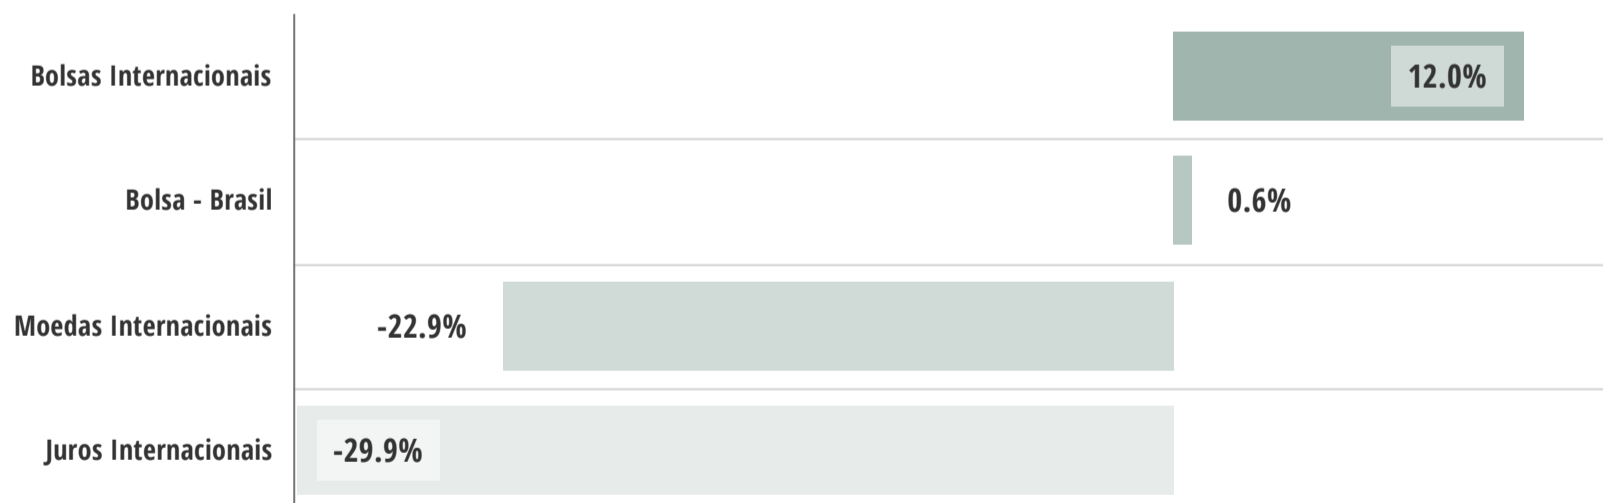 Bolsas Internacionais 12.0%
Bolsa - Brasil 0.6%
Moedas Internacionais -22.9%
Juros Internacionais -29.9%